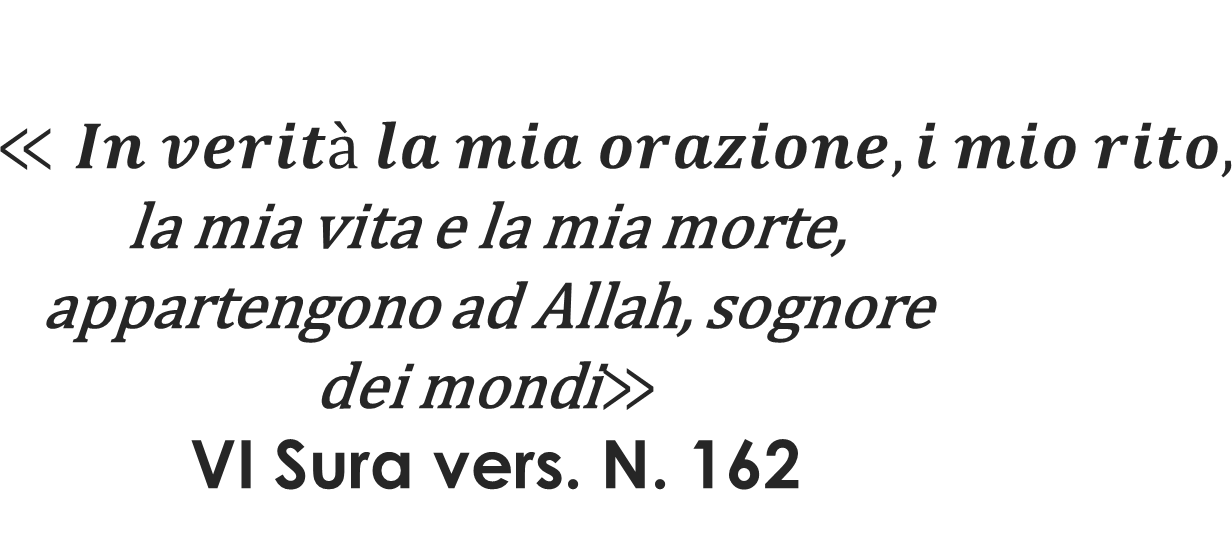 ≪ In verità la mia orazione, i mio rito,
la mia vita e la mia morte,
appartengono ad Allah, sognore
dei mondi≫
VI Sura vers. N. 162